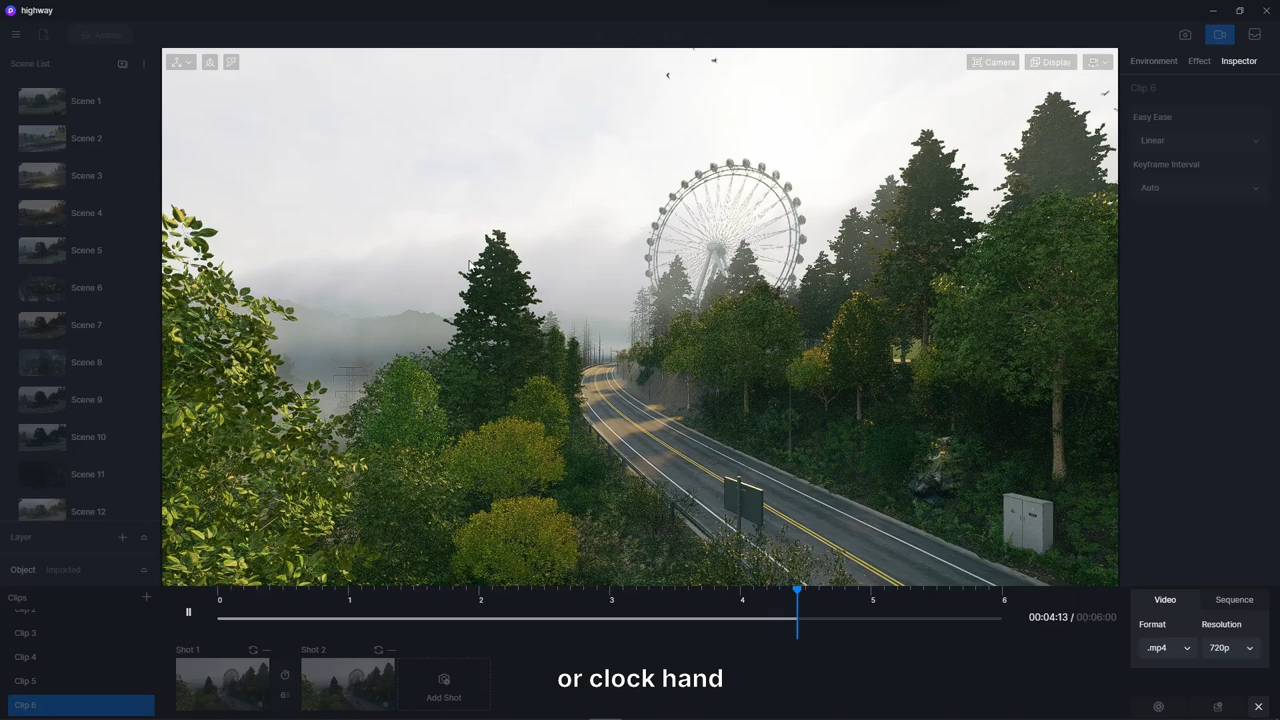 highway
Assets
Scene List
Scene 1
Scene 2
Scene 3
Scene 4
Scene 5
Scene 6
Scene 7
Scene 8
Scene 9
Scene 10
Scene 11
Scene 12
Layer
Object Imported
Camera Display
Environment Effect Inspector
Clip 6
Easy Ease
Linear
Keyframe Interval
Auto
Clips
Clip 2
Clip 3
Clip 4
Clip 5
Clip 6
0 1 2 3 4 5 6
00:04:13 / 00:06:00
Shot 1
Shot 2
6s
Add Shot
Video Sequence
Format Resolution
.mp4 720p
or clock hand